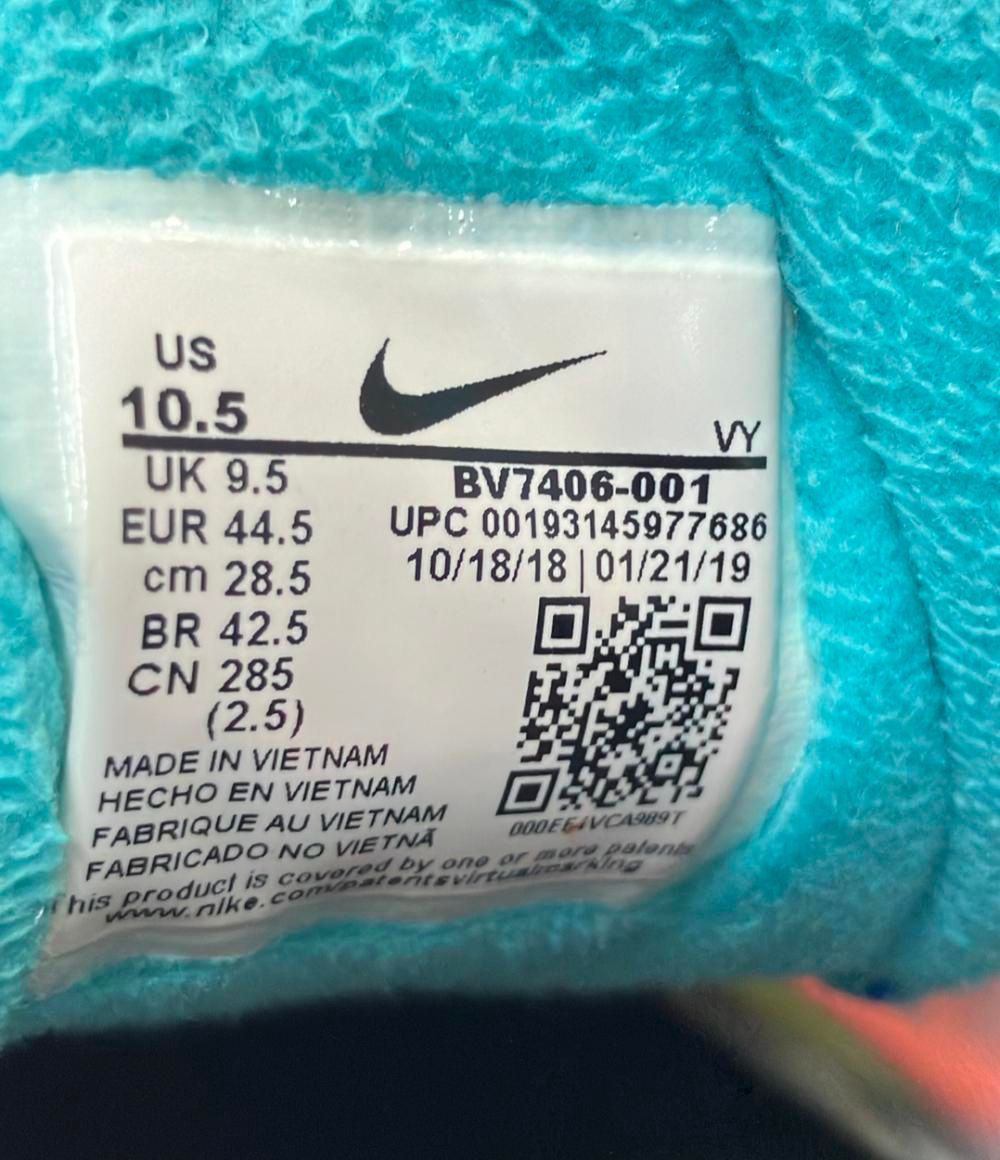 US
10.5
VY
UK 9.5
BV7406-001
EUR 44.5
UPC 00193145977686
cm 28.5
10/18/18 | 01/21/19
BR 42.5
CN 285
(2.5)
MADE IN VIETNAM
HECHO EN VIETNAM
FABRIQUE AU VIETNAM
FABRICADO NO VIETNÃ
This product is covered by one or more patents
www.nike.com/patentsvirtualmarking